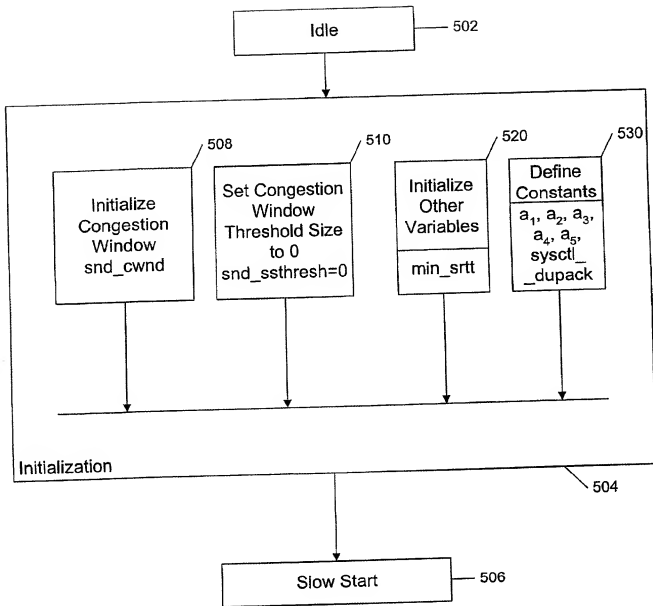 Idle
502
508
510
520
530
Initialize
Congestion
Window
snd_cwnd
Set Congestion
Window
Threshold Size
to 0
snd_ssthresh=0
Initialize
Other
Variables
min_srtt
Define
Constants
a1, a2, a3,
a4, a5,
sysctl_
_dupack
Initialization
504
Slow Start
506